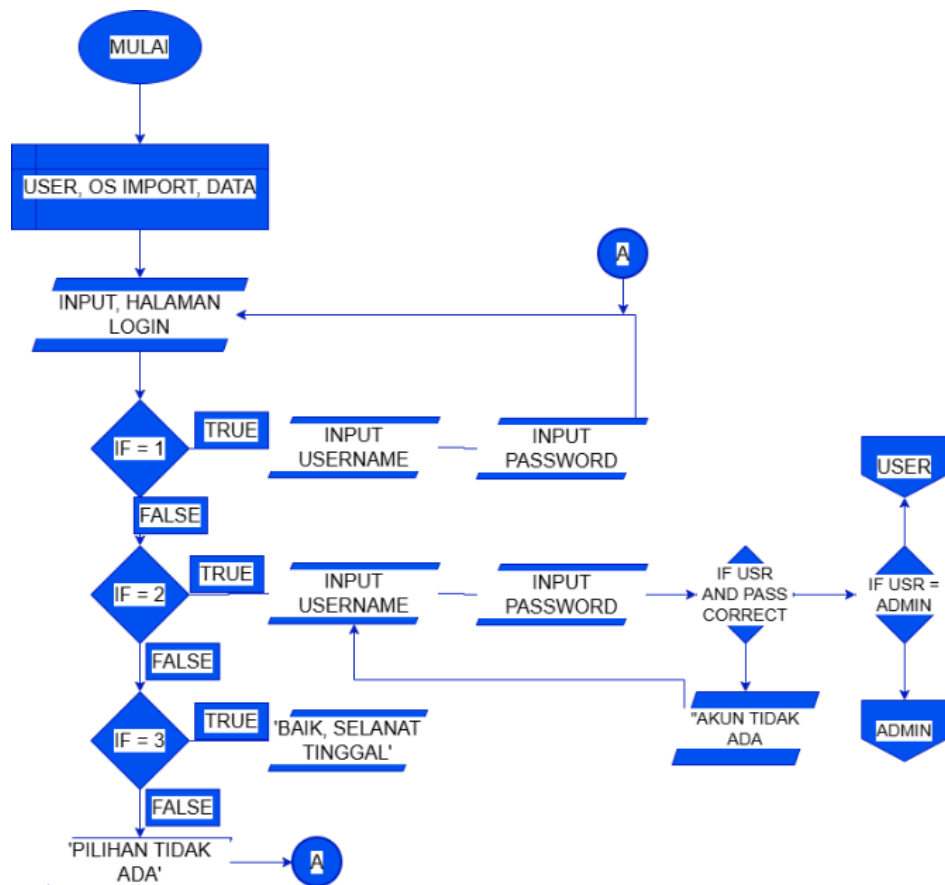 MULAI
USER, OS IMPORT, DATA
A
INPUT, HALAMAN
LOGIN
IF = 1
TRUE
INPUT
USERNAME
INPUT
PASSWORD
USER
FALSE
IF = 2
TRUE
INPUT
USERNAME
INPUT
PASSWORD
IF USR
AND PASS
CORRECT
IF USR =
ADMIN
FALSE
IF = 3
TRUE
'BAIK, SELANAT
TINGGAL'
"AKUN TIDAK
ADA
ADMIN
FALSE
'PILIHAN TIDAK
ADA'
A